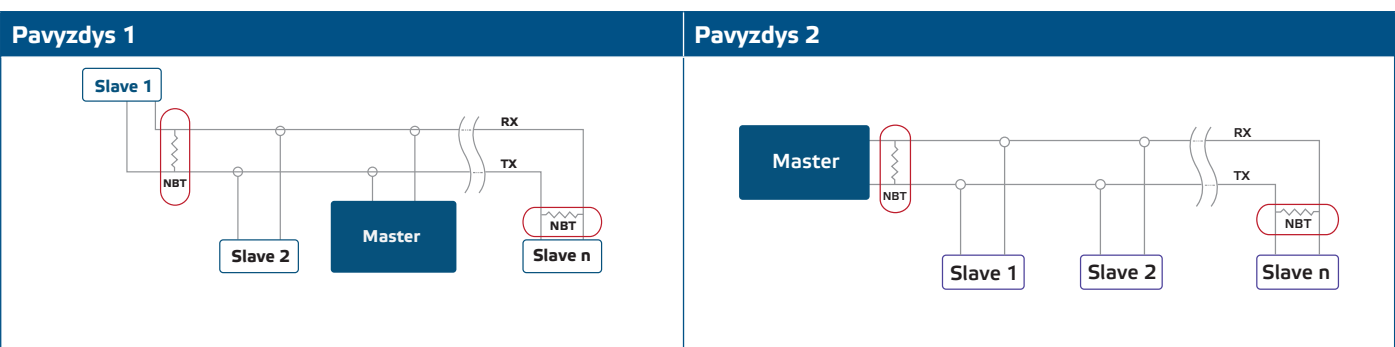 Pavyzdys 1
Slave 1
RX
TX
NBT
Slave 2
Master
NBT
Slave n
Pavyzdys 2
Master
RX
TX
NBT
NBT
Slave 1
Slave 2
Slave n